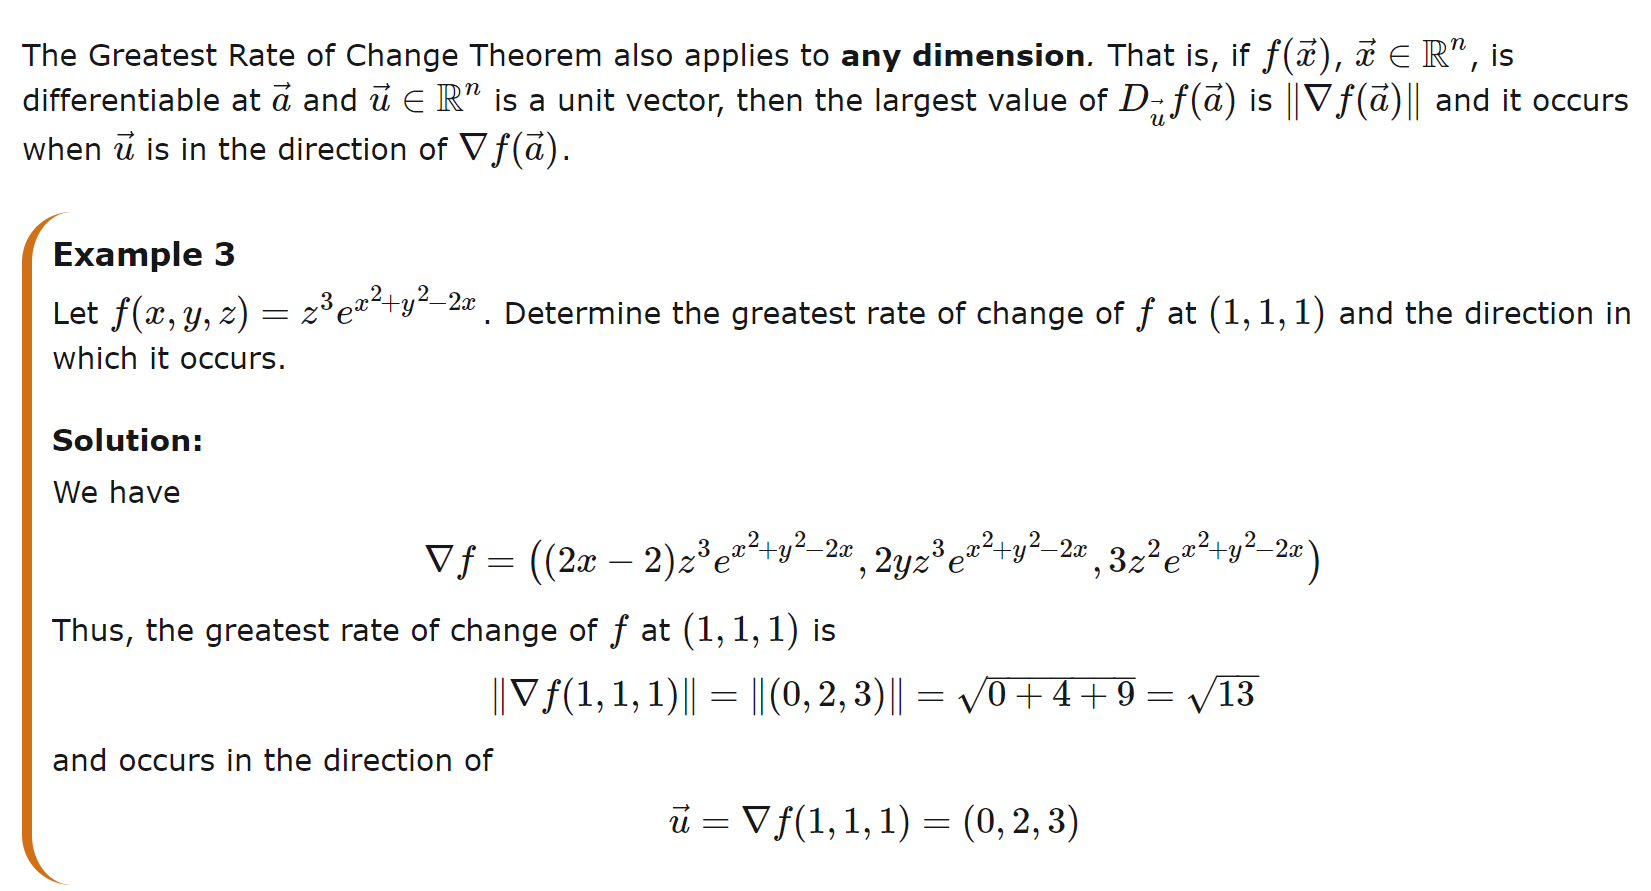 The Greatest Rate of Change Theorem also applies to any dimension. That is, if $f(\vec{x})$, $\vec{x} \in \mathbb{R}^n$, is
differentiable at $\vec{a}$ and $\vec{u} \in \mathbb{R}^n$ is a unit vector, then the largest value of $D_{\vec{u}} f(\vec{a})$ is $\|\nabla f(\vec{a})\|$ and it occurs
when $\vec{u}$ is in the direction of $\nabla f(\vec{a})$.
Example 3
Let $f(x, y, z) = z^3 e^{x^2+y^2-2x}$. Determine the greatest rate of change of $f$ at $(1, 1, 1)$ and the direction in
which it occurs.
Solution:
We have
$\nabla f = \left((2x - 2)z^3 e^{x^2+y^2-2x}, 2yz^3 e^{x^2+y^2-2x}, 3z^2 e^{x^2+y^2-2x}\right)$
Thus, the greatest rate of change of $f$ at $(1, 1, 1)$ is
$\|\nabla f(1, 1, 1)\| = \|(0, 2, 3)\| = \sqrt{0 + 4 + 9} = \sqrt{13}$
and occurs in the direction of
$\vec{u} = \nabla f(1, 1, 1) = (0, 2, 3)$